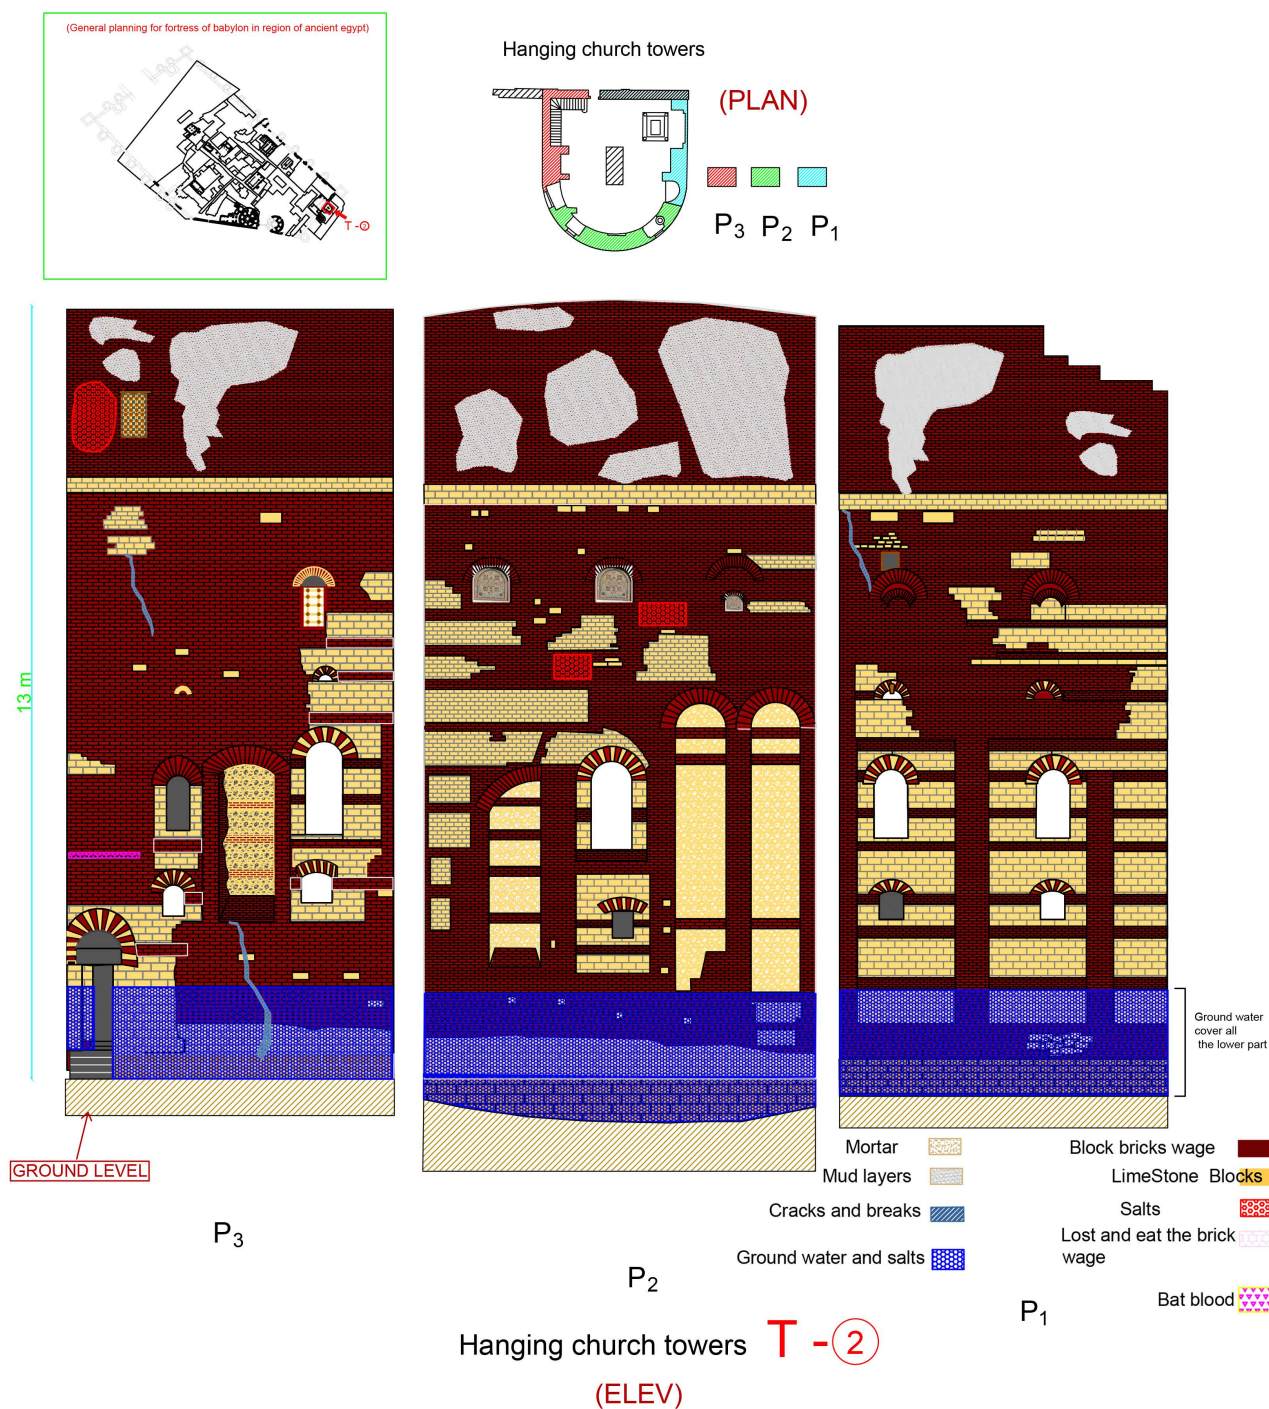 (General planning for fortress of babylon in region of ancient egypt)
T -2
Hanging church towers
(PLAN)
P3 P2 P1
13 m
Ground water
cover all
the lower part
GROUND LEVEL
Mortar
Mud layers
Cracks and breaks
Ground water and salts
Block bricks wage
LimeStone Blocks
Salts
Lost and eat the brick
wage
Bat blood
P3
P2
P1
Hanging church towers T -2
(ELEV)